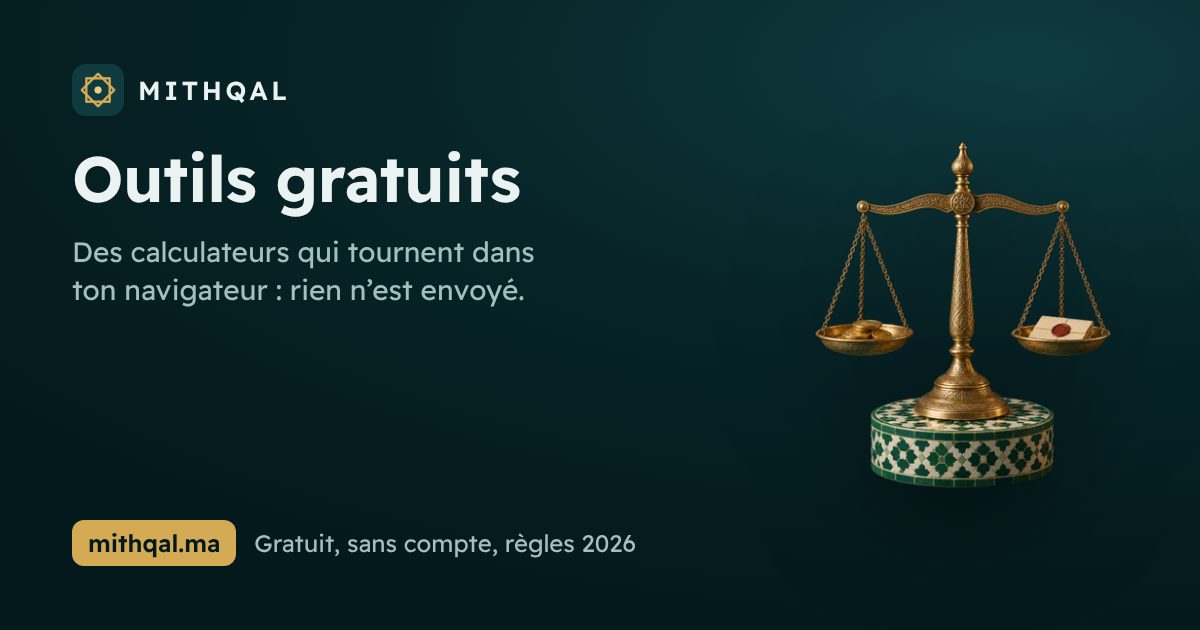 MITHQAL
Outils gratuits
Des calculateurs qui tournent dans
ton navigateur : rien n’est envoyé.
mithqal.ma
Gratuit, sans compte, règles 2026